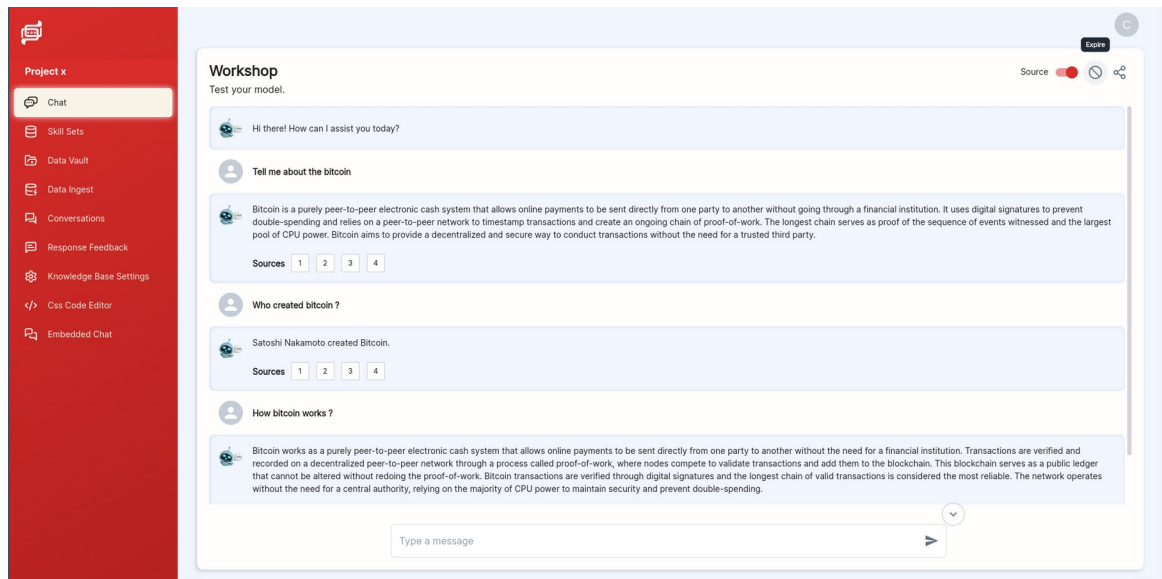 C
Expire
Project x
Chat
Skill Sets
Data Vault
Data Ingest
Conversations
Response Feedback
Knowledge Base Settings
Css Code Editor
Embedded Chat
Workshop
Source
Test your model.
Hi there! How can I assist you today?
Tell me about the bitcoin
Bitcoin is a purely peer-to-peer electronic cash system that allows online payments to be sent directly from one party to another without going through a financial institution. It uses digital signatures to prevent
double-spending and relies on a peer-to-peer network to timestamp transactions and create an ongoing chain of proof-of-work. The longest chain serves as proof of the sequence of events witnessed and the largest
pool of CPU power. Bitcoin aims to provide a decentralized and secure way to conduct transactions without the need for a trusted third party.
Sources 1 2 3 4
Who created bitcoin ?
Satoshi Nakamoto created Bitcoin.
Sources 1 2 3 4
How bitcoin works ?
Bitcoin works as a purely peer-to-peer electronic cash system that allows online payments to be sent directly from one party to another without the need for a financial institution. Transactions are verified and
recorded on a decentralized peer-to-peer network through a process called proof-of-work, where nodes compete to validate transactions and add them to the blockchain. This blockchain serves as a public ledger
that cannot be altered without redoing the proof-of-work. Bitcoin transactions are verified through digital signatures and the longest chain of valid transactions is considered the most reliable. The network operates
without the need for a central authority, relying on the majority of CPU power to maintain security and prevent double-spending.
Type a message